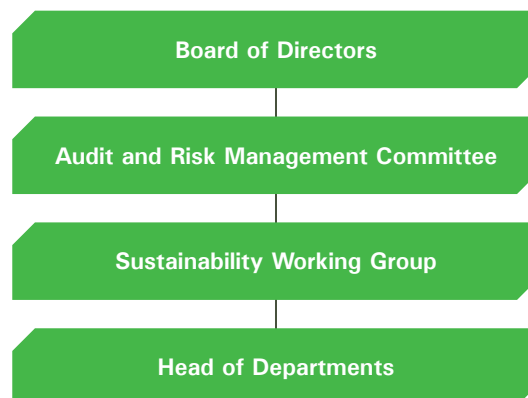 Board of Directors
Audit and Risk Management Committee
Sustainability Working Group
Head of Departments